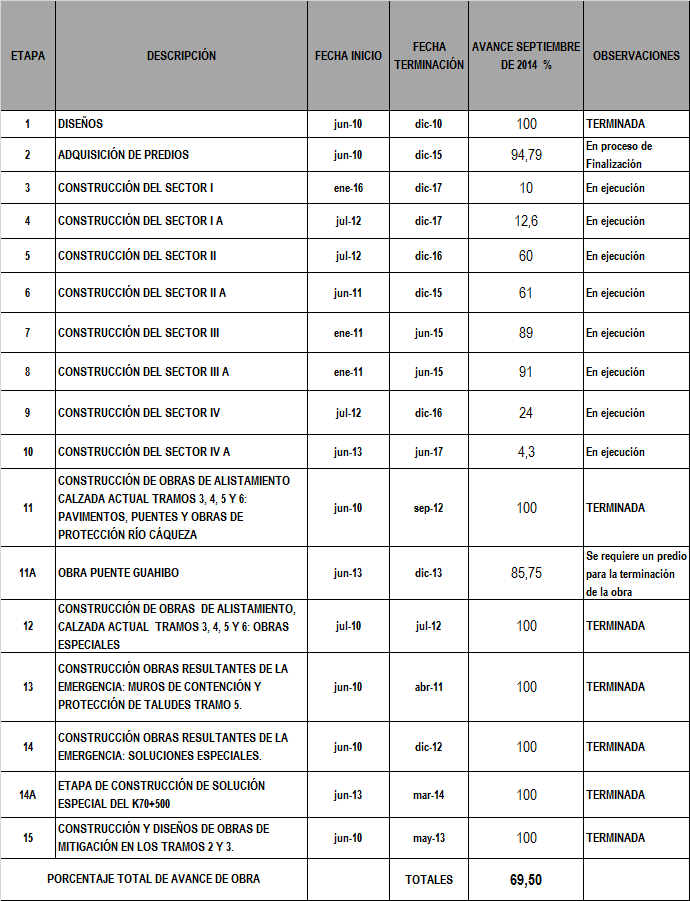 ETAPA DESCRIPCIÓN FECHA INICIO FECHA TERMINACIÓN AVANCE SEPTIEMBRE DE 2014 % OBSERVACIONES
1 DISEÑOS jun-10 dic-10 100 TERMINADA
2 ADQUISICIÓN DE PREDIOS jun-10 dic-15 94,79 En proceso de Finalización
3 CONSTRUCCIÓN DEL SECTOR I ene-16 dic-17 10 En ejecución
4 CONSTRUCCIÓN DEL SECTOR I A jul-12 dic-17 12,6 En ejecución
5 CONSTRUCCIÓN DEL SECTOR II jul-12 dic-16 60 En ejecución
6 CONSTRUCCIÓN DEL SECTOR II A jun-11 dic-15 61 En ejecución
7 CONSTRUCCIÓN DEL SECTOR III ene-11 jun-15 89 En ejecución
8 CONSTRUCCIÓN DEL SECTOR III A ene-11 jun-15 91 En ejecución
9 CONSTRUCCIÓN DEL SECTOR IV jul-12 dic-16 24 En ejecución
10 CONSTRUCCIÓN DEL SECTOR IV A jun-13 jun-17 4,3 En ejecución
11 CONSTRUCCIÓN DE OBRAS DE ALISTAMIENTO
CALZADA ACTUAL TRAMOS 3, 4, 5 Y 6:
PAVIMENTOS, PUENTES Y OBRAS DE
PROTECCIÓN RÍO CÁQUEZA jun-10 sep-12 100 TERMINADA
11A OBRA PUENTE GUAHIBO jun-13 dic-13 85,75 Se requiere un predio
para la terminación
de la obra
12 CONSTRUCCIÓN DE OBRAS DE ALISTAMIENTO,
CALZADA ACTUAL TRAMOS 3, 4, 5 Y 6: OBRAS
ESPECIALES jul-10 jul-12 100 TERMINADA
13 CONSTRUCCIÓN OBRAS RESULTANTES DE LA
EMERGENCIA: MUROS DE CONTENCIÓN Y
PROTECCIÓN DE TALUDES TRAMO 5. jun-10 abr-11 100 TERMINADA
14 CONSTRUCCIÓN OBRAS RESULTANTES DE LA
EMERGENCIA: SOLUCIONES ESPECIALES. jun-10 dic-12 100 TERMINADA
14A ETAPA DE CONSTRUCCIÓN DE SOLUCIÓN
ESPECIAL DEL K70+500 jun-13 mar-14 100 TERMINADA
15 CONSTRUCCIÓN Y DISEÑOS DE OBRAS DE
MITIGACIÓN EN LOS TRAMOS 2 Y 3. jun-10 may-13 100 TERMINADA
PORCENTAJE TOTAL DE AVANCE DE OBRA TOTALES 69,50